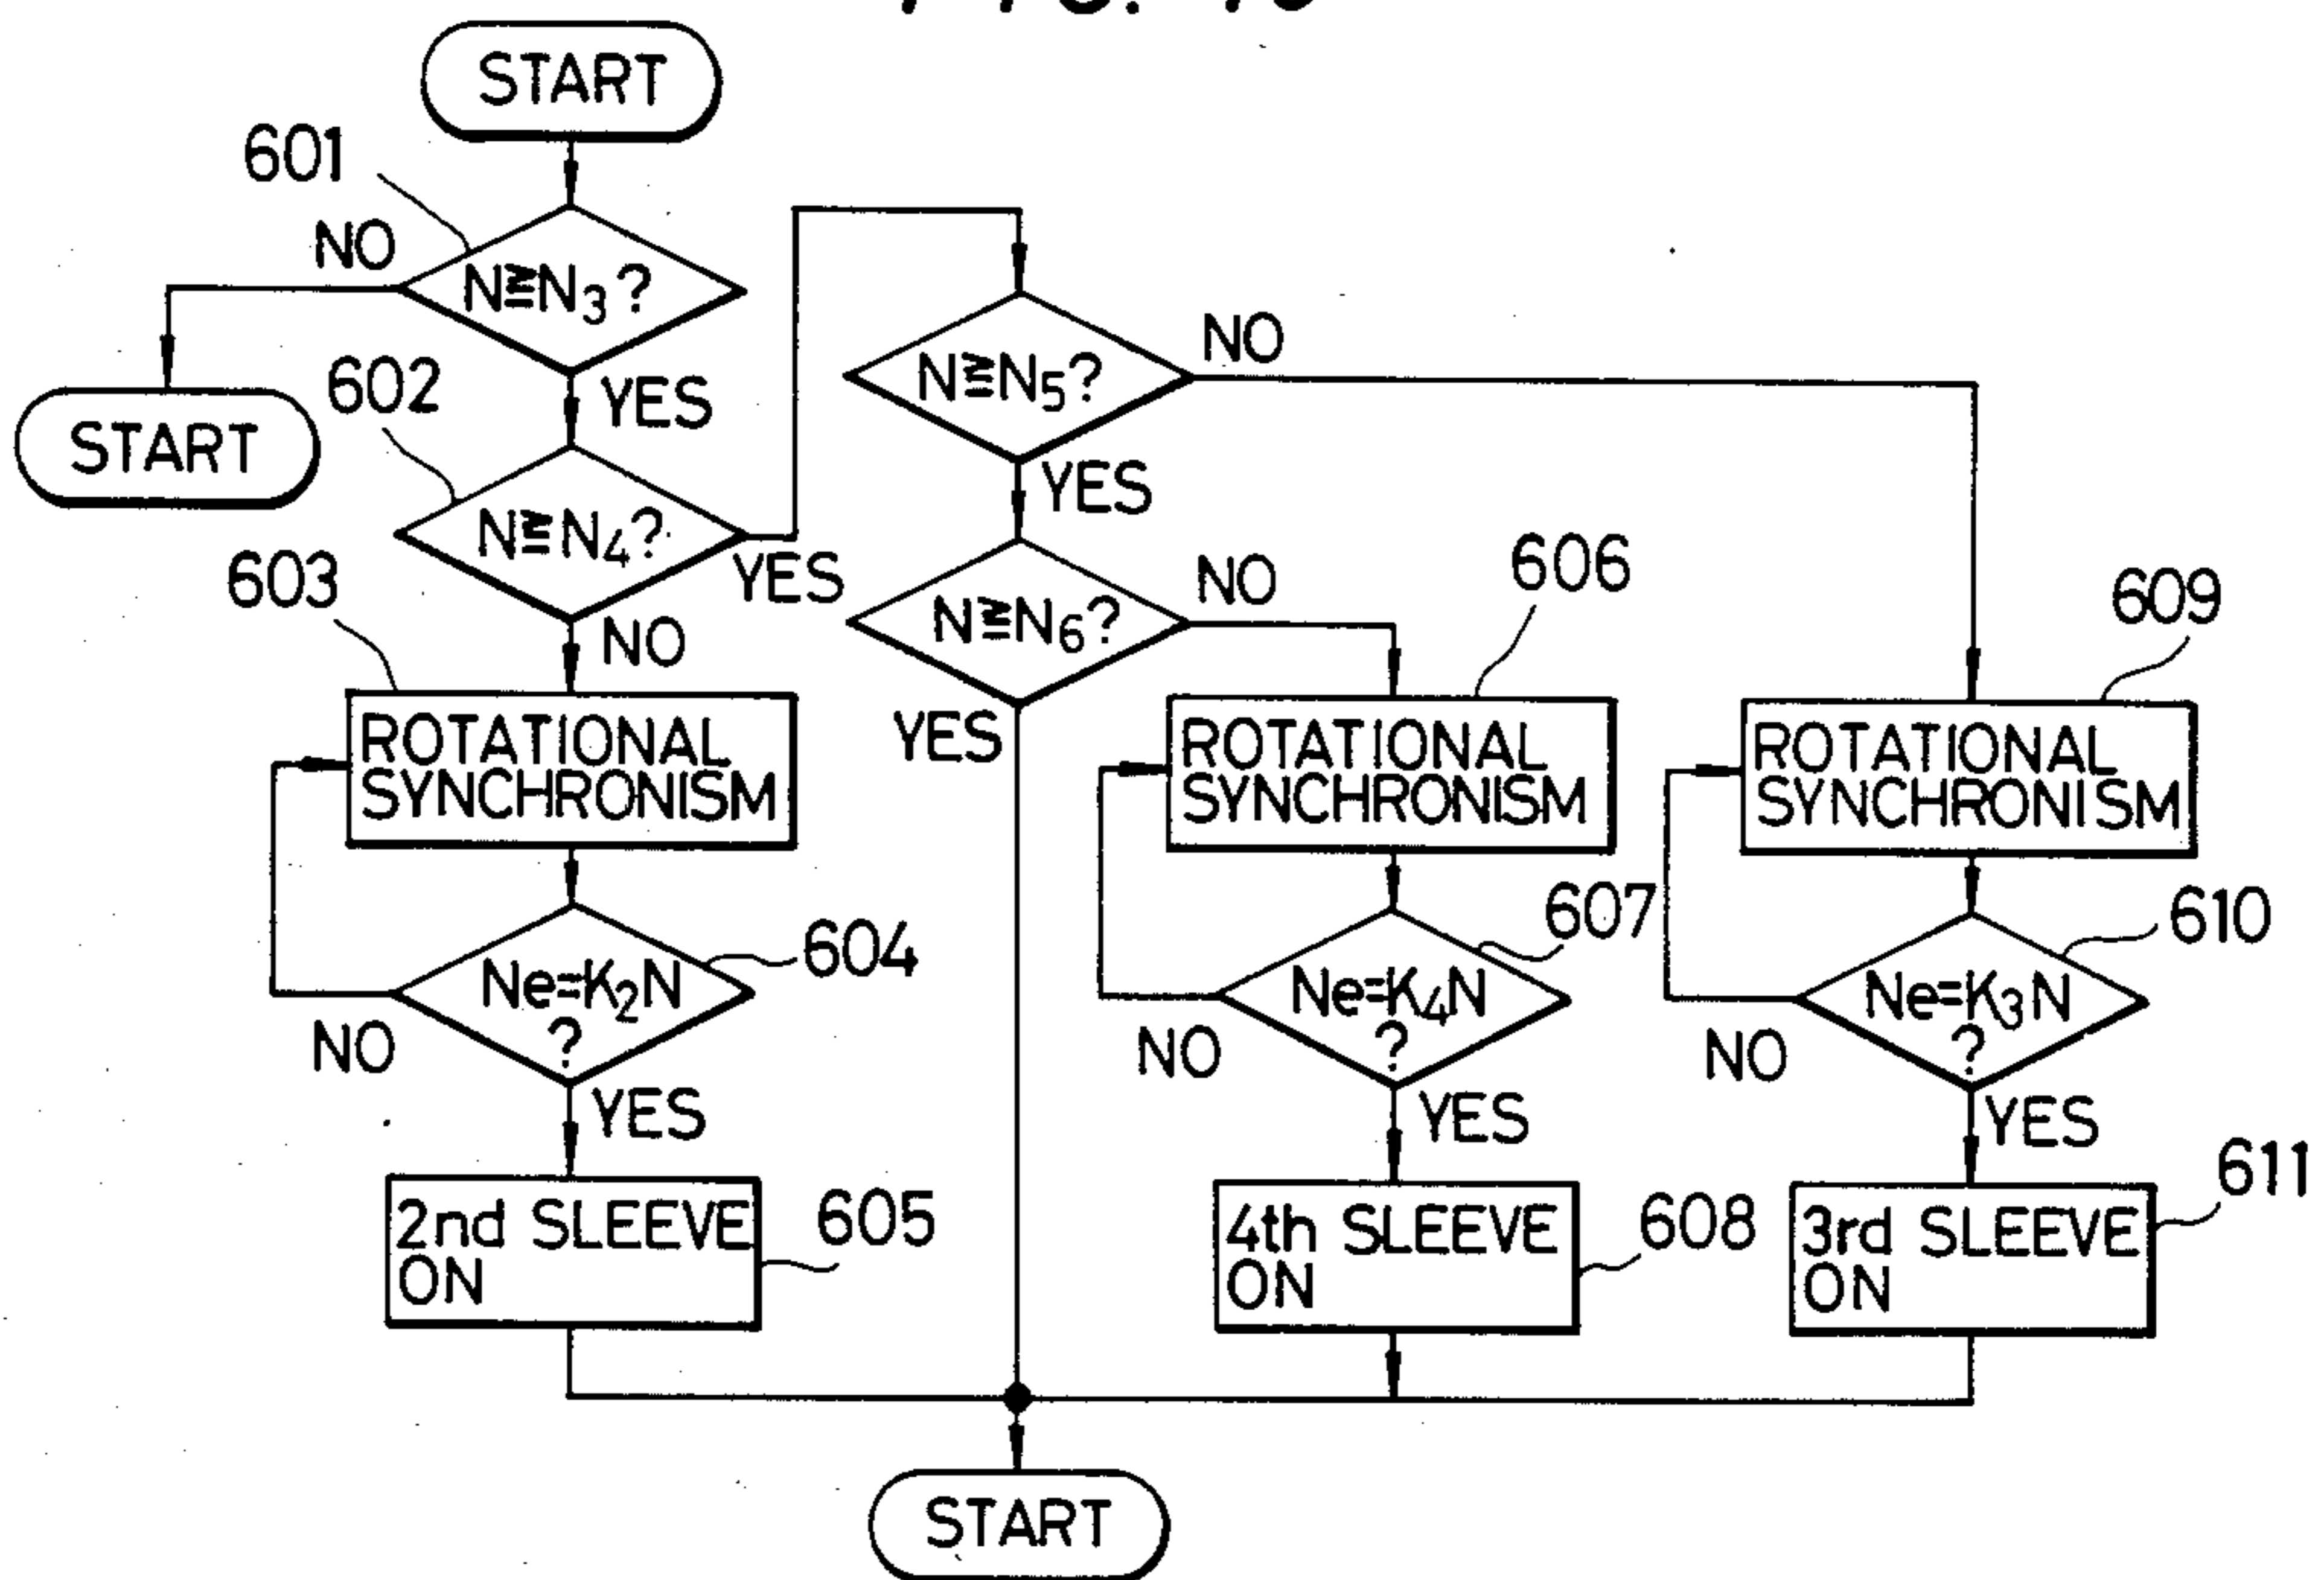 START
601
NO
N≧N3?
START
602
YES
N≧N4?
YES
603
NO
ROTATIONAL
SYNCHRONISM
604
Ne=K2N
?
NO
YES
2nd SLEEVE
ON
605
N≧N5?
NO
YES
N≧N6?
NO
YES
606
ROTATIONAL
SYNCHRONISM
607
Ne=K4N
?
NO
YES
4th SLEEVE
ON
608
609
ROTATIONAL
SYNCHRONISM
610
Ne=K3N
?
NO
YES
3rd SLEEVE
ON
611
START